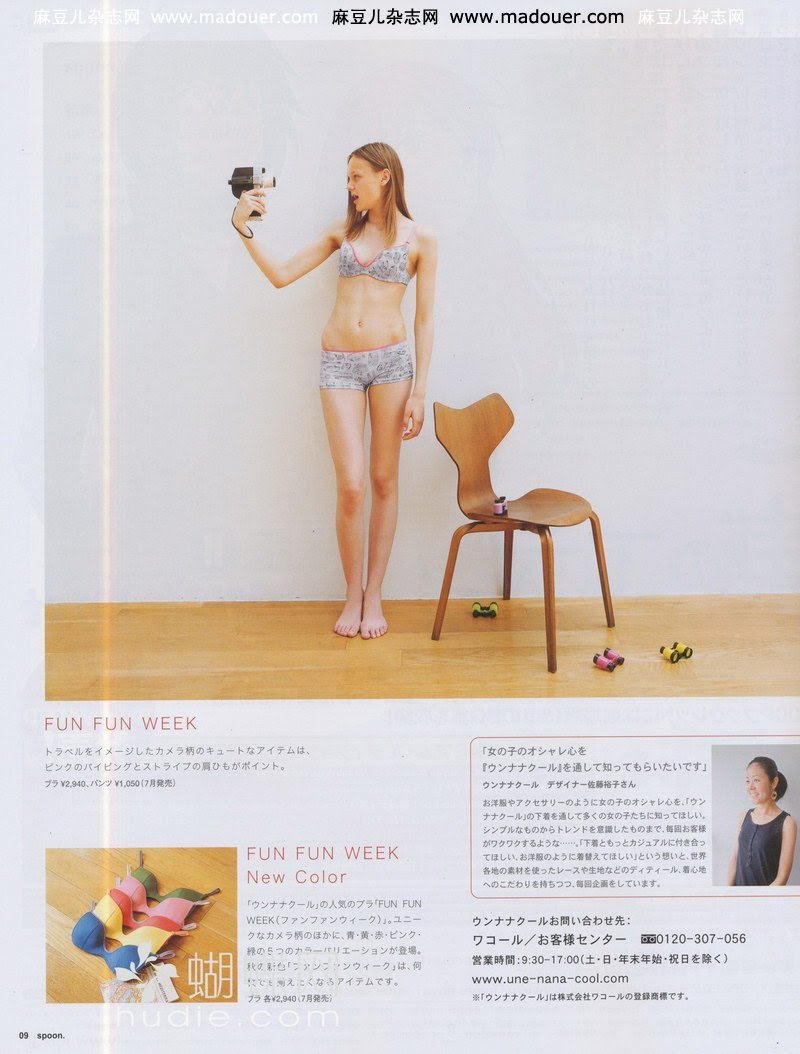 麻豆儿杂志网 www.madouer.com 麻豆儿杂志网 www.madouer.com 麻豆儿杂志网
FUN FUN WEEK
トラベルをイメージしたカメラ柄のキュートなアイテムは、
ピンクのパイピングとストライプの肩ひもがポイント。
ブラ ¥2,940、パンツ ¥1,050（7月発売）
FUN FUN WEEK
New Color
「ウンナナクール」の人気のブラ「FUN FUN
WEEK（ファンファンウィーク）」。ユニー
クなカメラ柄のほかに、青・黄・赤・ピンク・
緑の5つのカラーバリエーションが登場。
秋の新色「ファンファンウィーク」は、何
えたくなるアイテムです。
ブラ 各¥2,940（7月発売）
「女の子のオシャレ心を
『ウンナナクール』を通して知ってもらいたいです」
ウンナナクール デザイナー佐藤裕子さん
お洋服やアクセサリーのように女の子のオシャレ心を、「ウン
ナナクール」の下着を通して多くの女の子たちに知ってほしい。
シンプルなものからトレンドを意識したものまで、毎回お客様
がワクワクするような……。「下着ともっとカジュアルに付き合っ
てほしい、お洋服のように着替えてほしい」という想いと、世界
各地の素材を使ったレースや生地などのディティール、着心地
へのこだわりを持ちつつ、毎回企画をしています。
ウンナナクールお問い合わせ先：
ワコール／お客様センター 0120-307-056
営業時間：9:30-17:00（土・日・年末年始・祝日を除く）
www.une-nana-cool.com
※「ウンナナクール」は株式会社ワコールの登録商標です。
蝴
hudie.com
09 spoon.